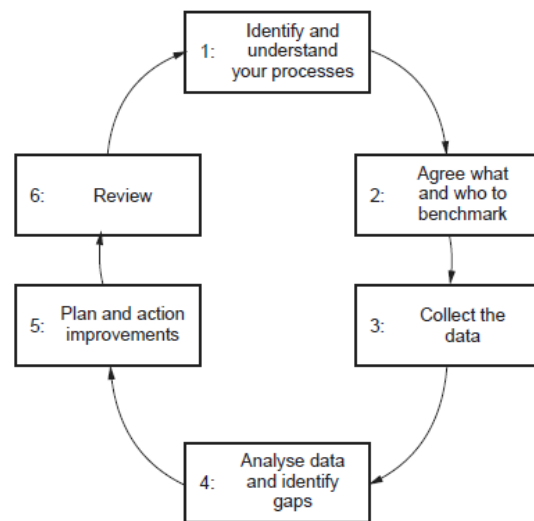 1: Identify and
understand
your processes
2: Agree what
and who to
benchmark
3: Collect the
data
4: Analyse data
and identify
gaps
5: Plan and action
improvements
6: Review